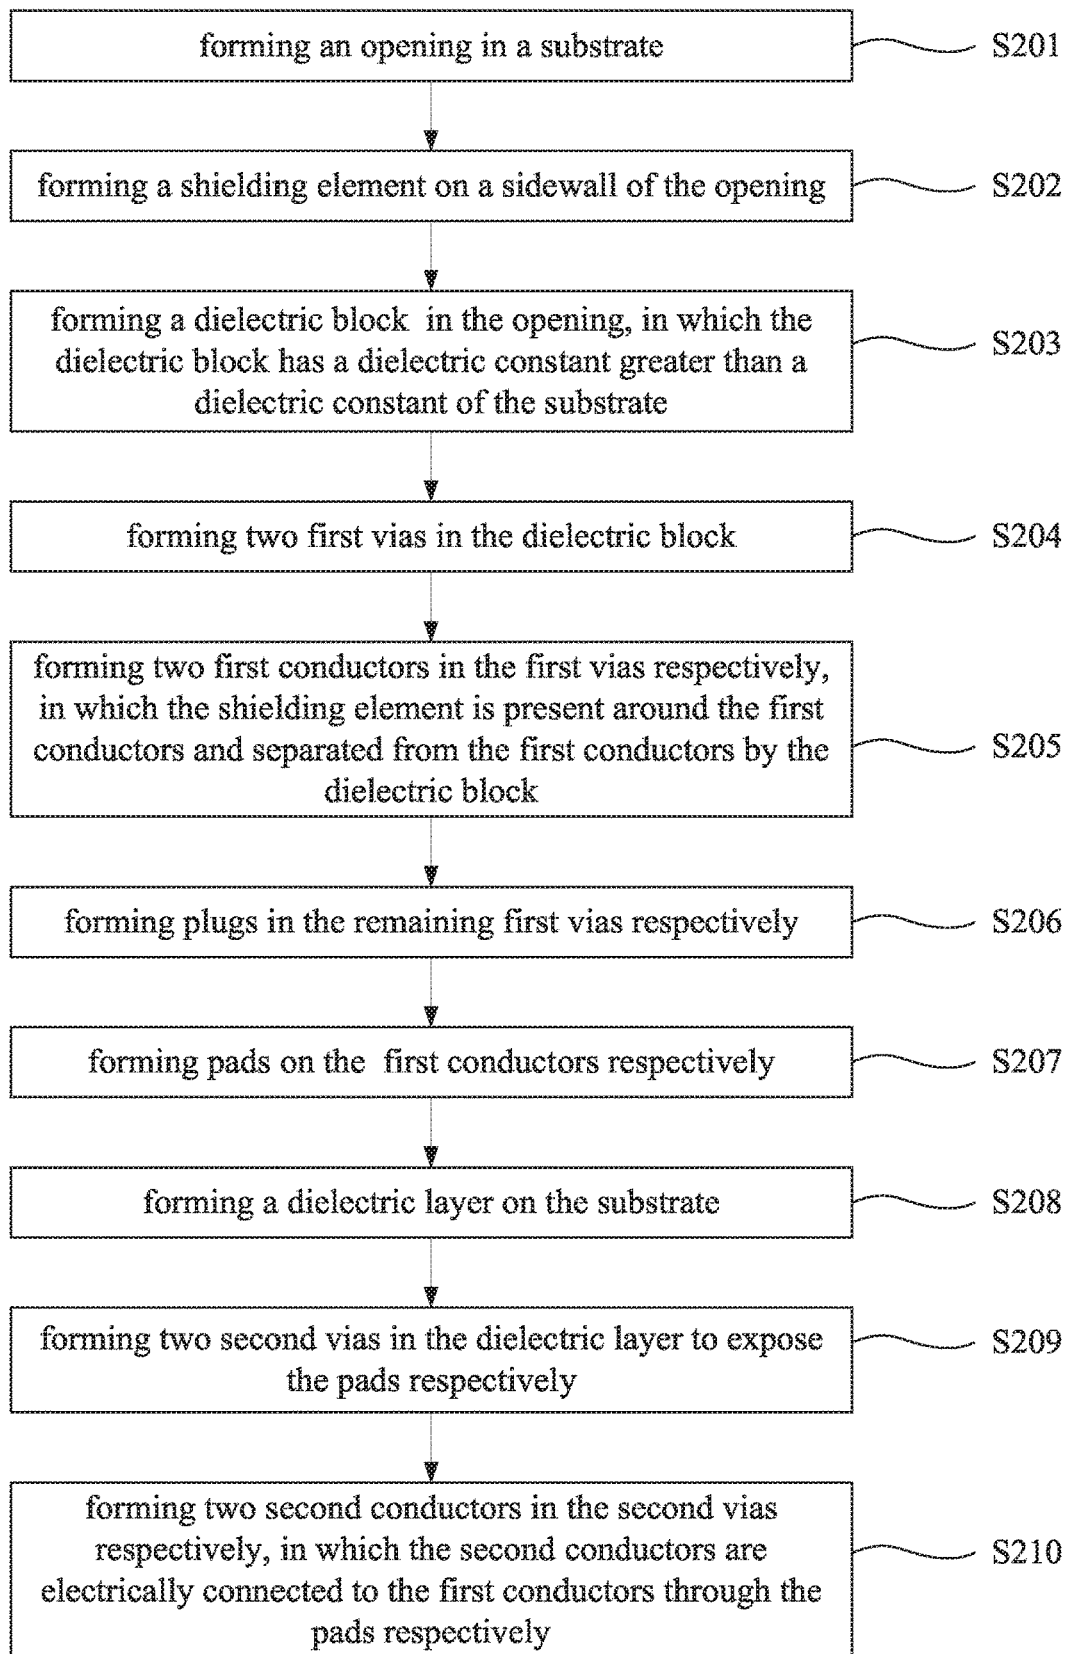 forming an opening in a substrate
S201
forming a shielding element on a sidewall of the opening
S202
forming a dielectric block in the opening, in which the
dielectric block has a dielectric constant greater than a
dielectric constant of the substrate
S203
forming two first vias in the dielectric block
S204
forming two first conductors in the first vias respectively,
in which the shielding element is present around the first
conductors and separated from the first conductors by the
dielectric block
S205
forming plugs in the remaining first vias respectively
S206
forming pads on the first conductors respectively
S207
forming a dielectric layer on the substrate
S208
forming two second vias in the dielectric layer to expose
the pads respectively
S209
forming two second conductors in the second vias
respectively, in which the second conductors are
electrically connected to the first conductors through the
pads respectively
S210